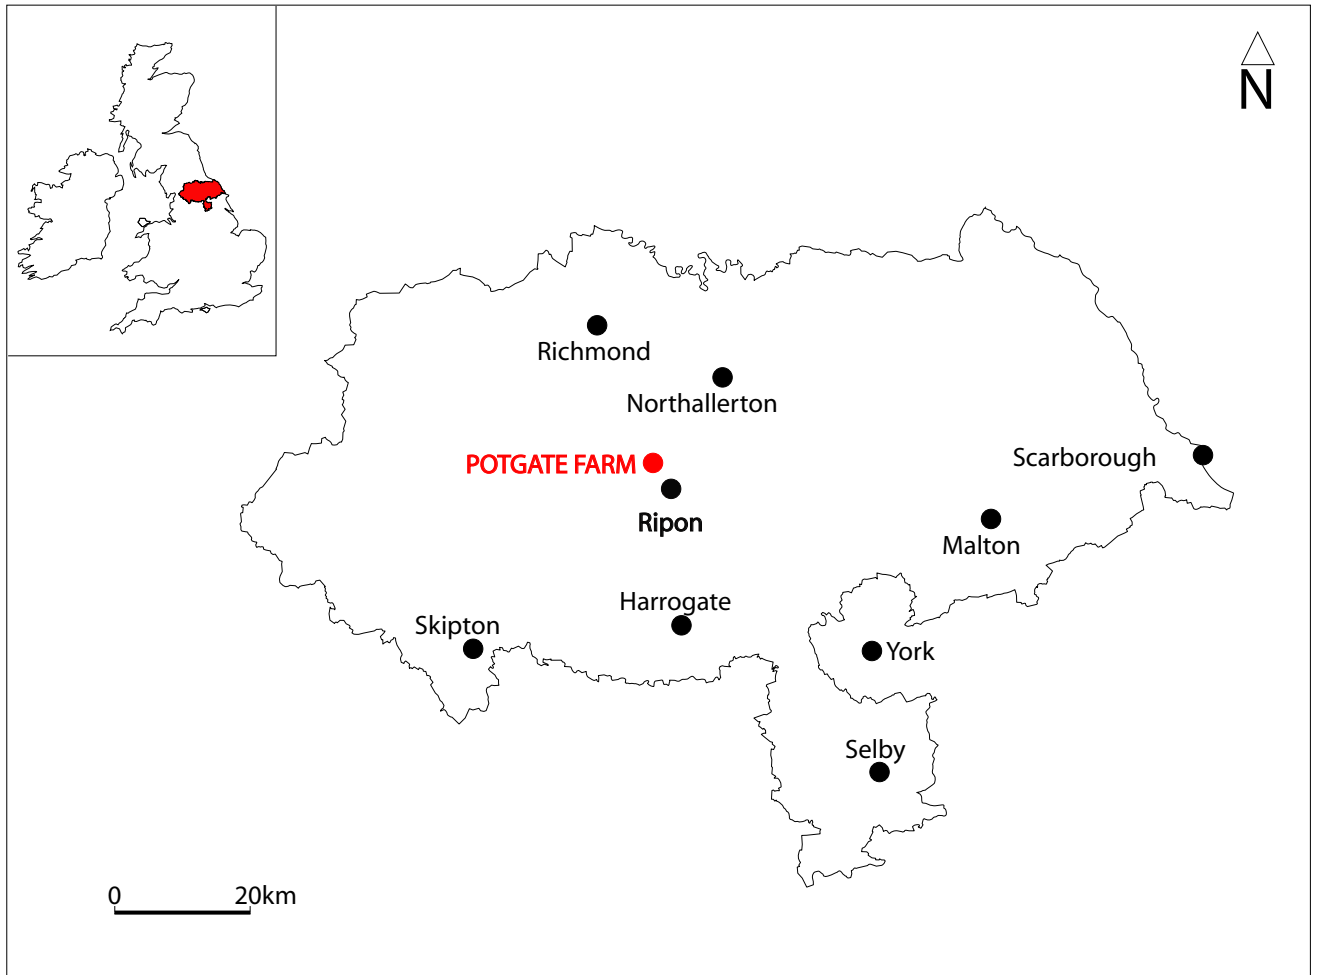 N
Richmond
Northallerton
POTGATE FARM
Scarborough
Ripon
Malton
Harrogate
Skipton
York
Selby
0 20km